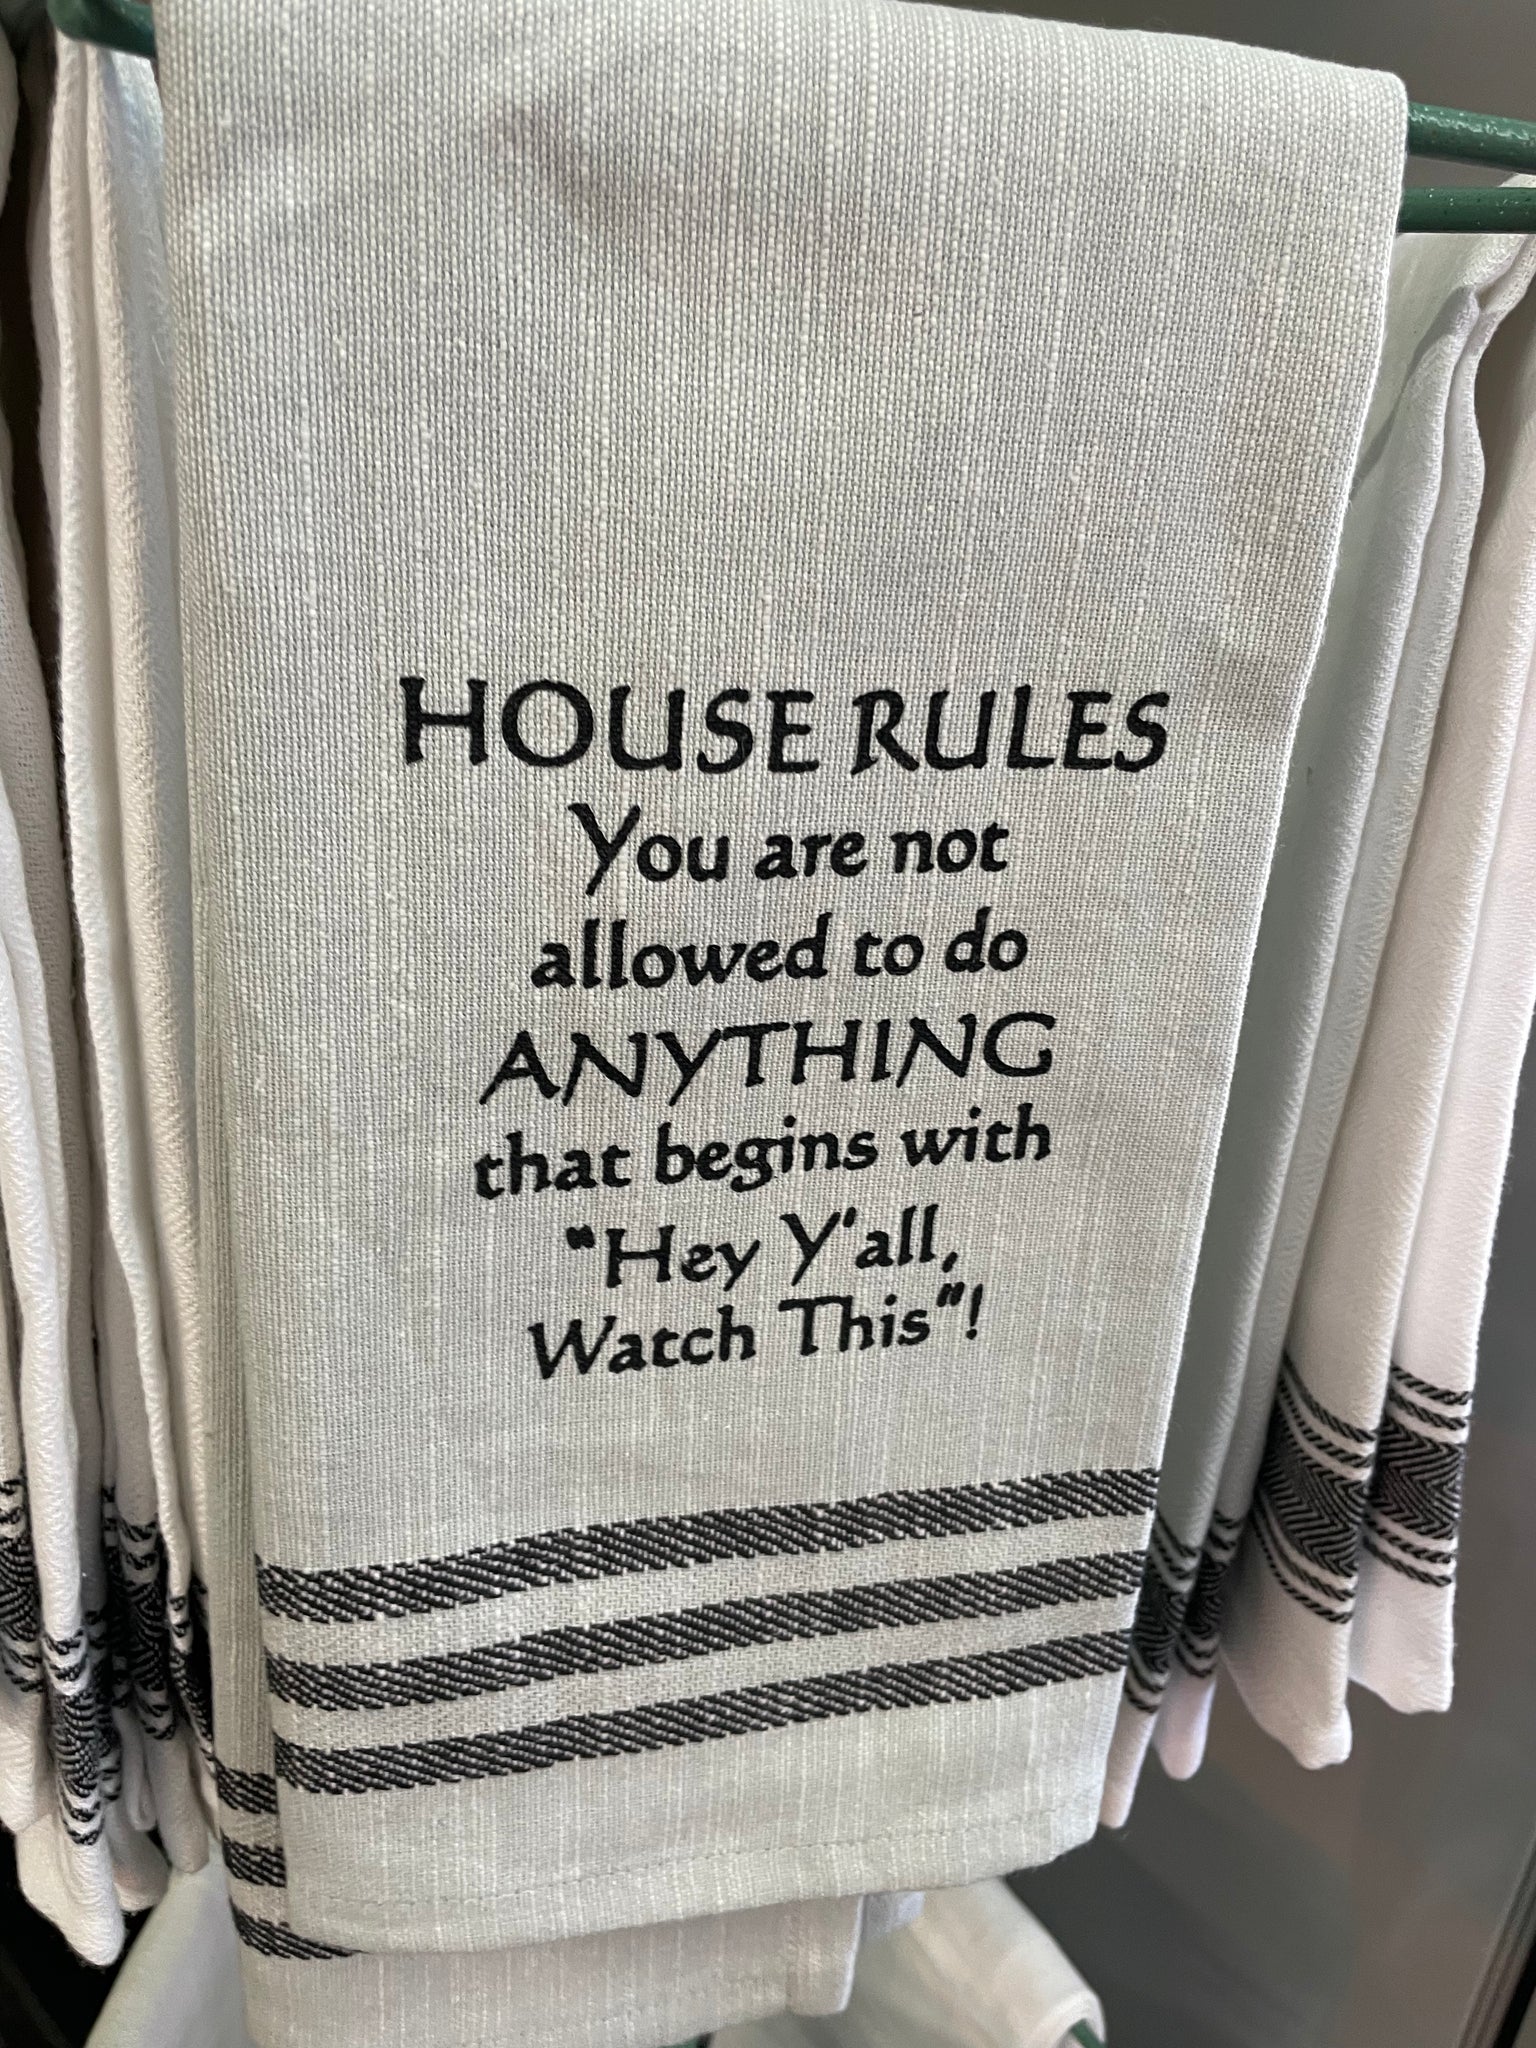 HOUSE RULES
You are not
allowed to do
ANYTHING
that begins with
"Hey Y'all,
Watch This"!